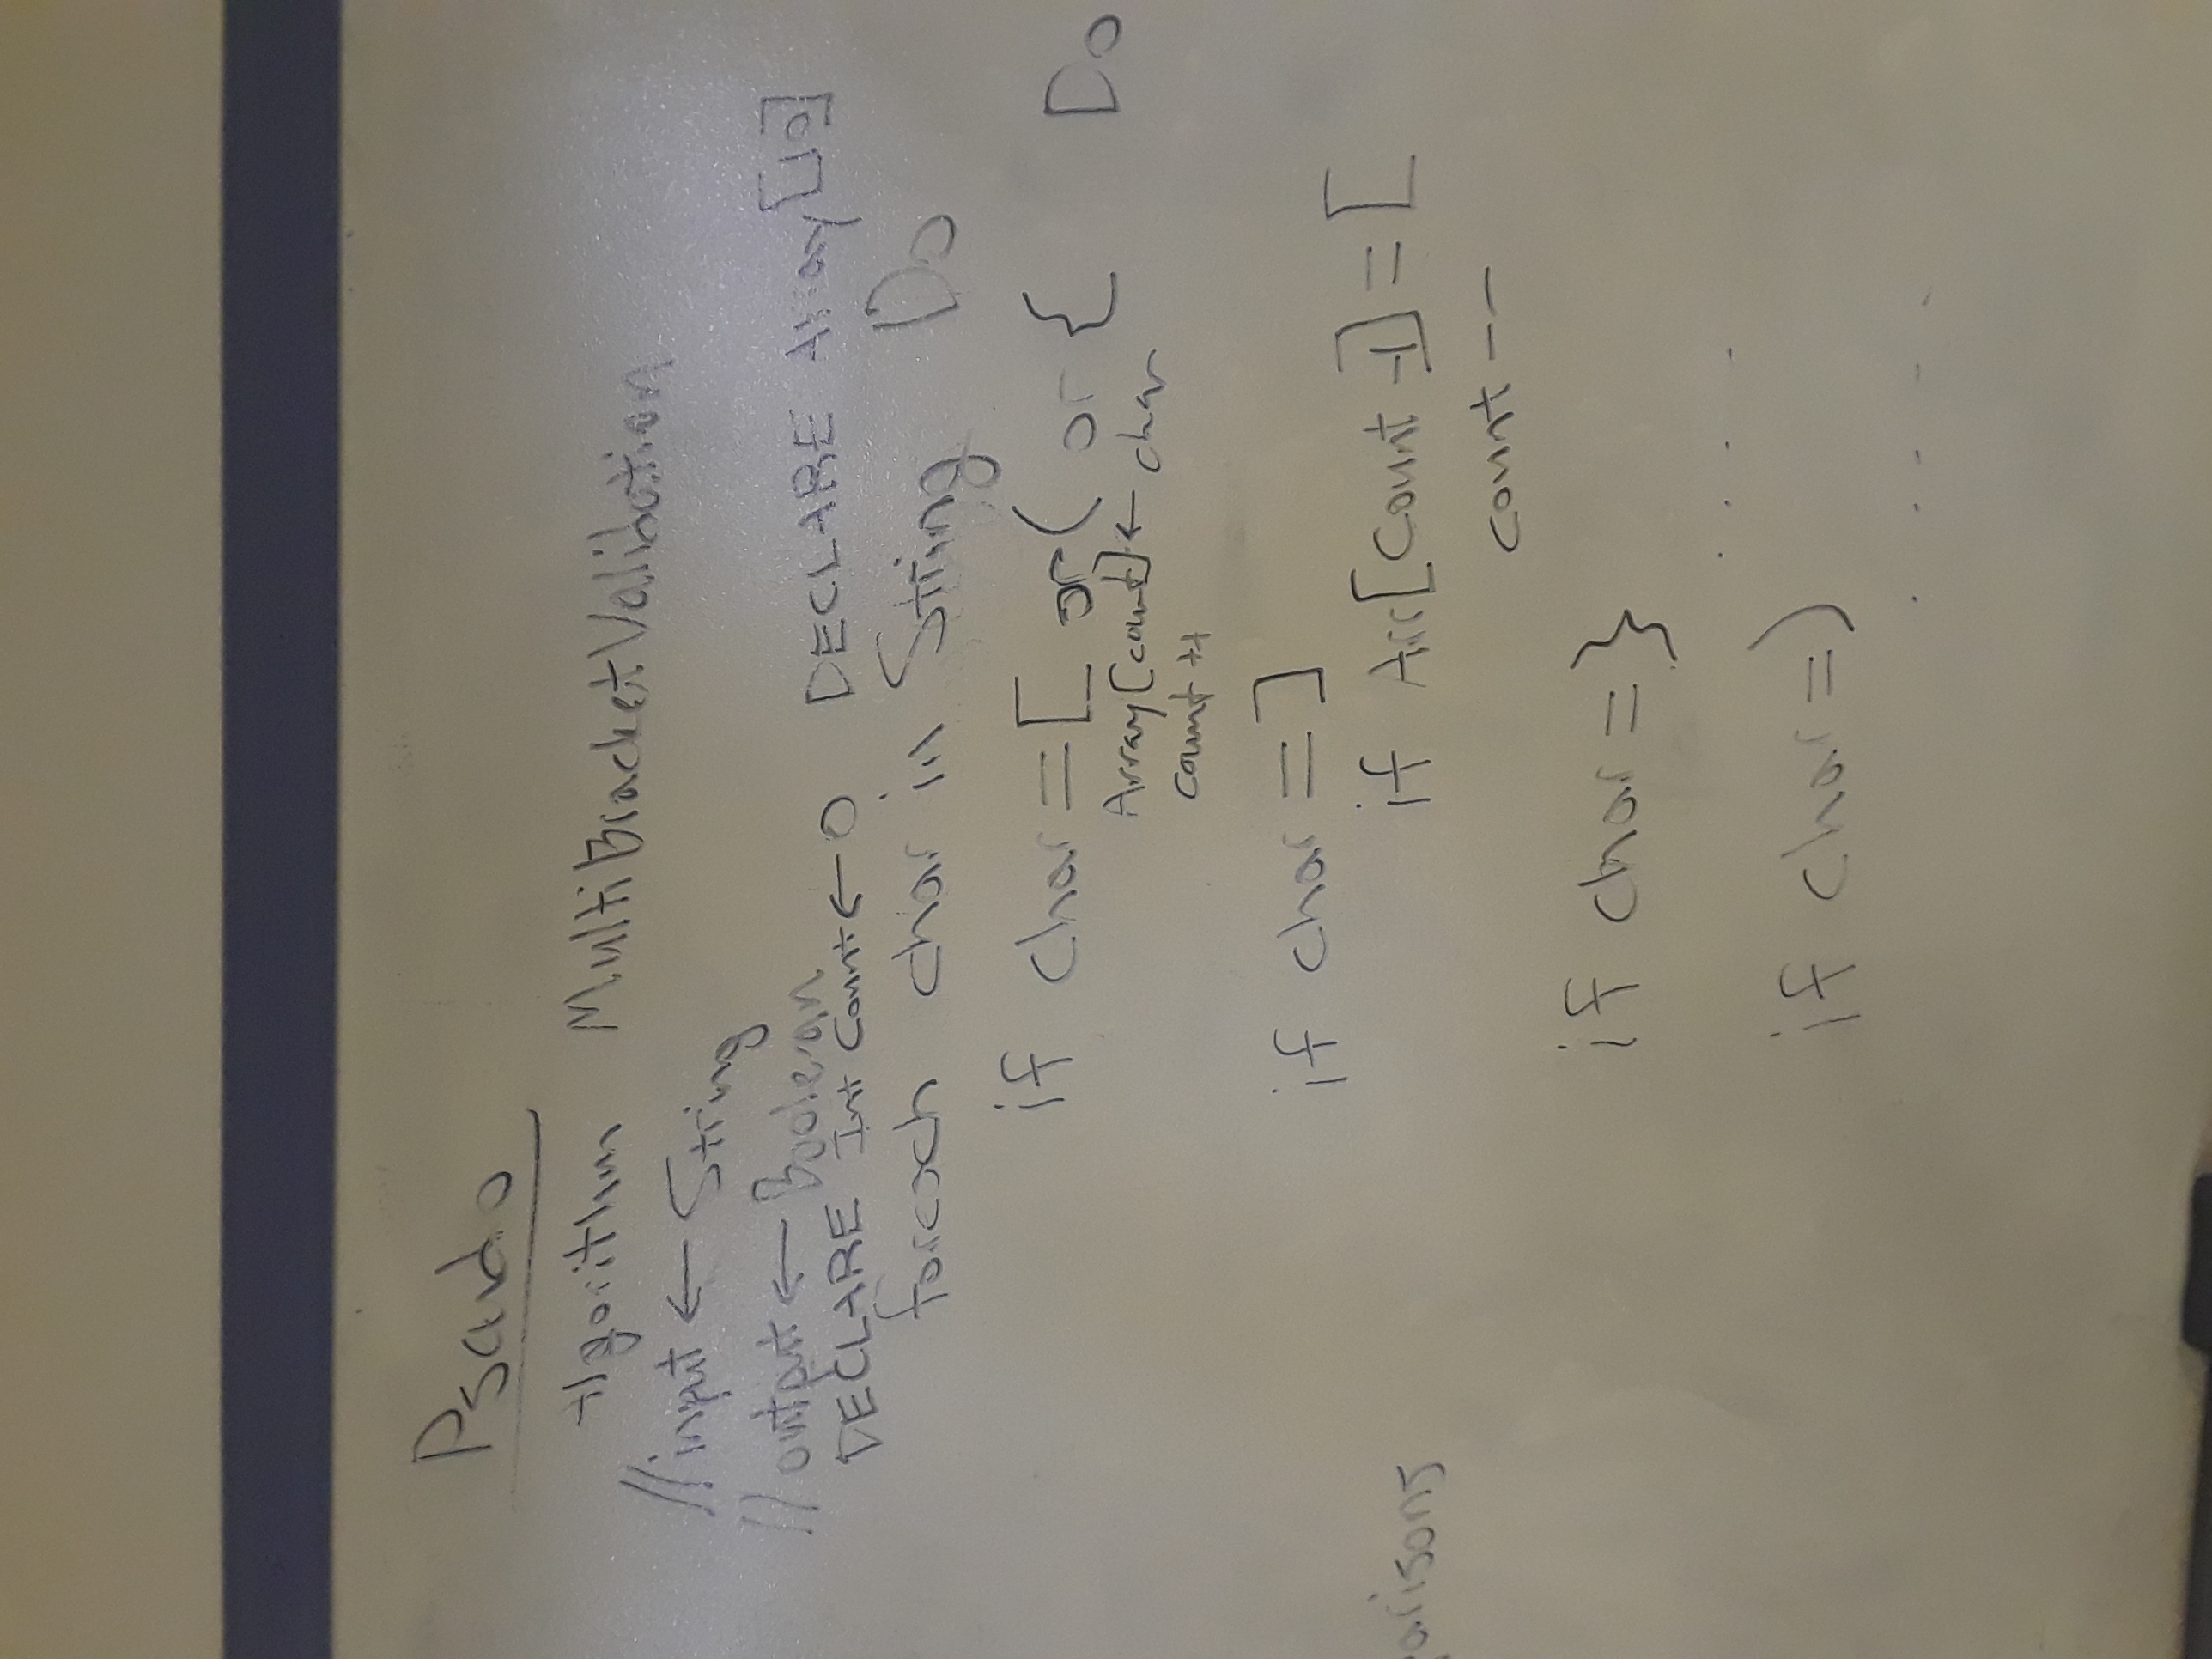 Pseudo
Algorithm MultiBracketValidation
//input ← String
//output ← Boolean
DECLARE Int Count ← 0 DECLARE Array[10]
foreach char in String Do
if char = [ or ( or { Do
Array[count] ← char
count ++
if char = ]
if Arr[Count -1] = [
parisons
count --
if char = }
. . . . .
if char = )
. . . . .